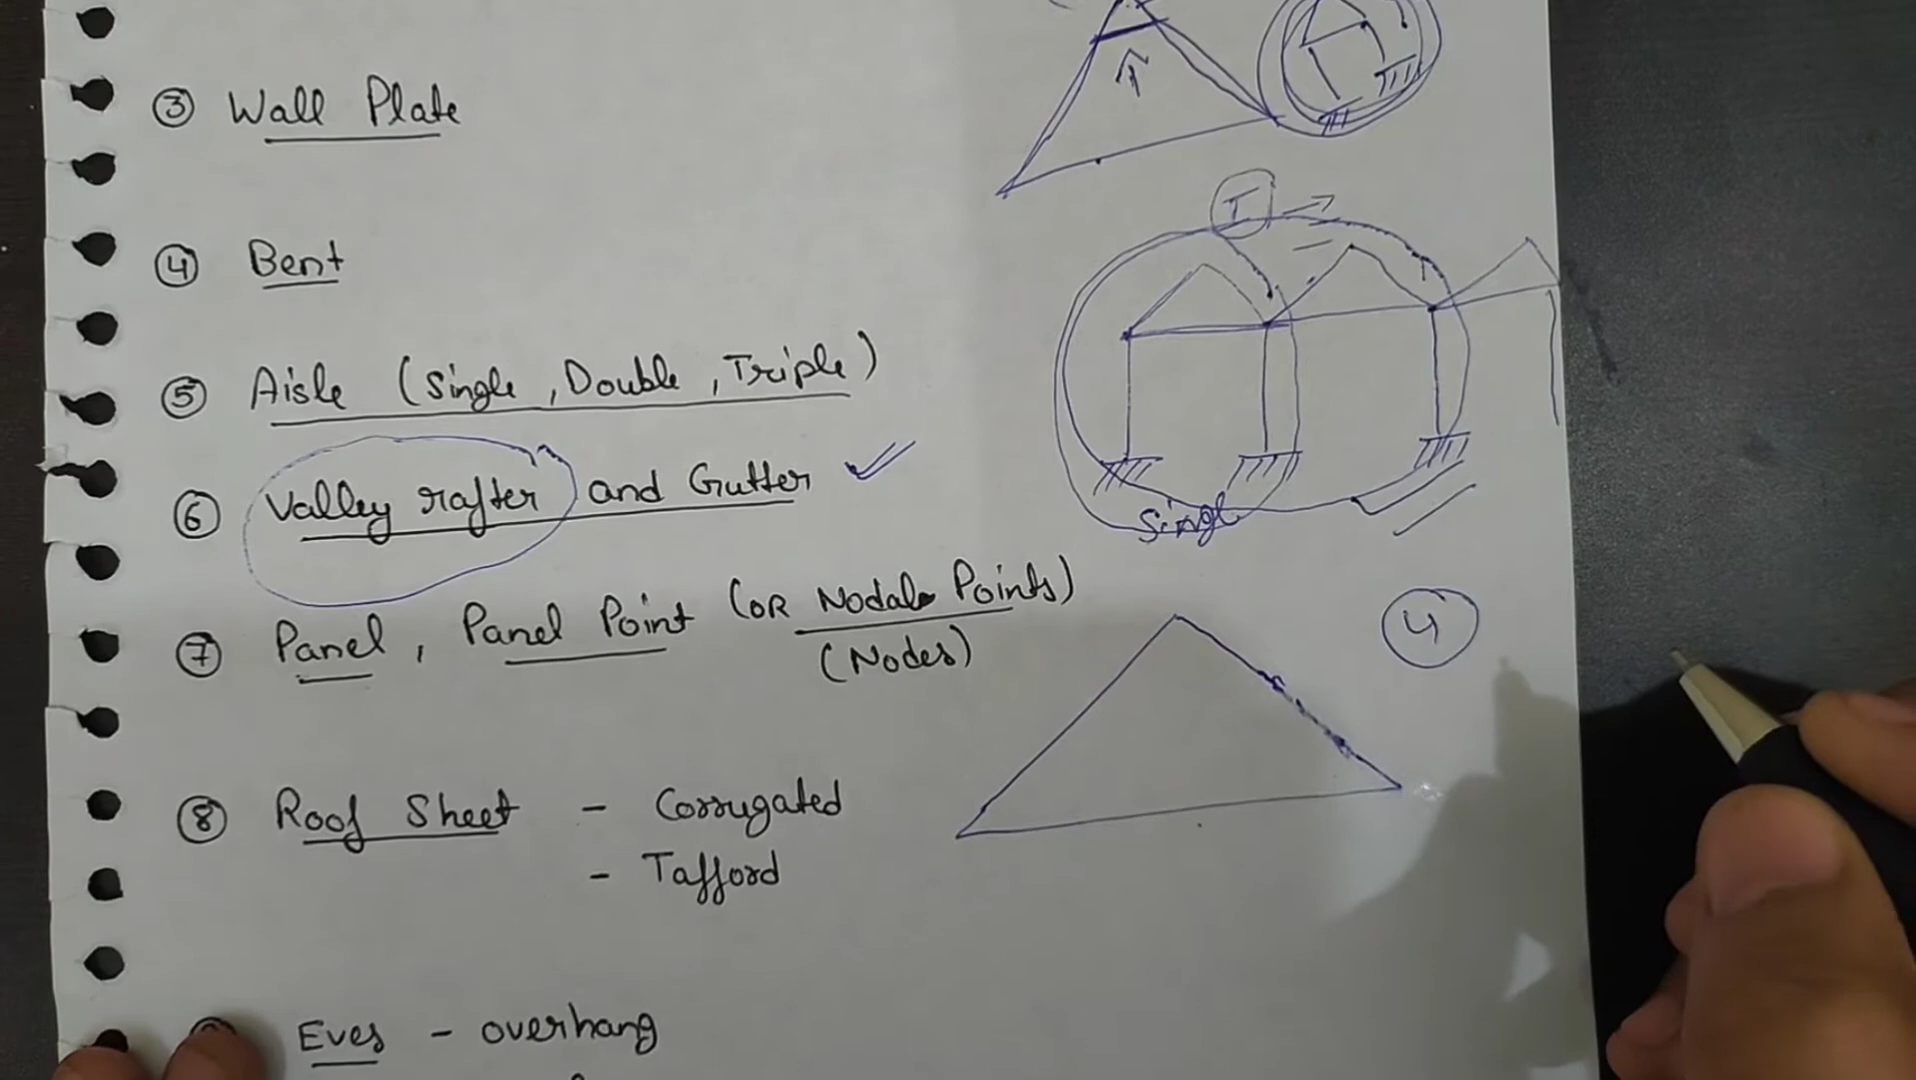 ③ Wall Plate
④ Bent
⑤ Aisle (Single, Double, Triple)
⑥ Valley rafter and Gutter
⑦ Panel, Panel Point (OR Nodal Points)
(Nodes)
⑧ Roof Sheet - Corrugated
- Tafford
Eves - overhang
I
Singl
4